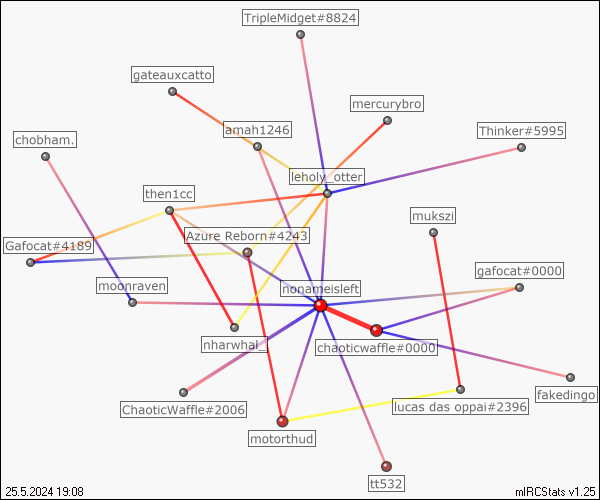 TripleMidget#8824
gateauxcatto
mercurybro
amah1246
Thinker#5995
chobham.
leholy_otter
then1cc
mukszi
Azure Reborn#4243
Gafocat#4189
gafocat#0000
moonraven
nonameisleft
nharwhal_
chaoticwaffle#0000
fakedingo
ChaoticWaffle#2006
lucas das oppai#2396
motorthud
tt532
25.5.2024 19:08
mIRCStats v1.25